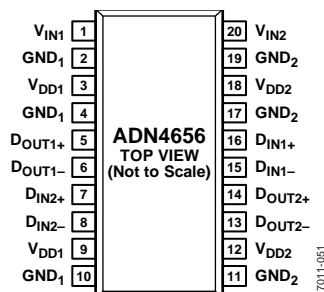 VIN1 1 20 VIN2
GND1 2 19 GND2
VDD1 3 18 VDD2
GND1 4 17 GND2
DOUT1+ 5 ADN4656 16 DIN1+
DOUT1– 6 TOP VIEW 15 DIN1–
DIN2+ 7 (Not to Scale) 14 DOUT2+
DIN2– 8 13 DOUT2–
VDD1 9 12 VDD2
GND1 10 11 GND2
7011-051